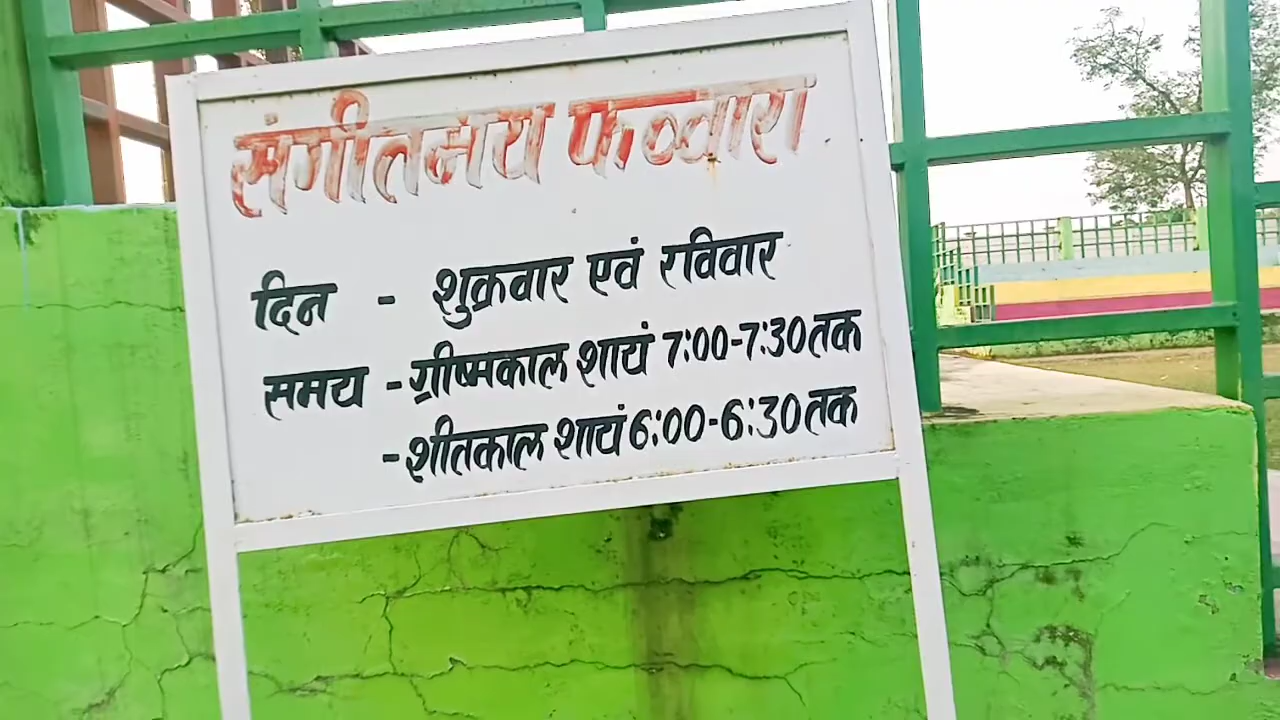 संगीतमय फव्वारा
दिन - शुक्रवार एवं रविवार
समय - ग्रीष्मकाल शायं 7:00-7:30 तक
- शीतकाल शायं 6:00-6:30 तक